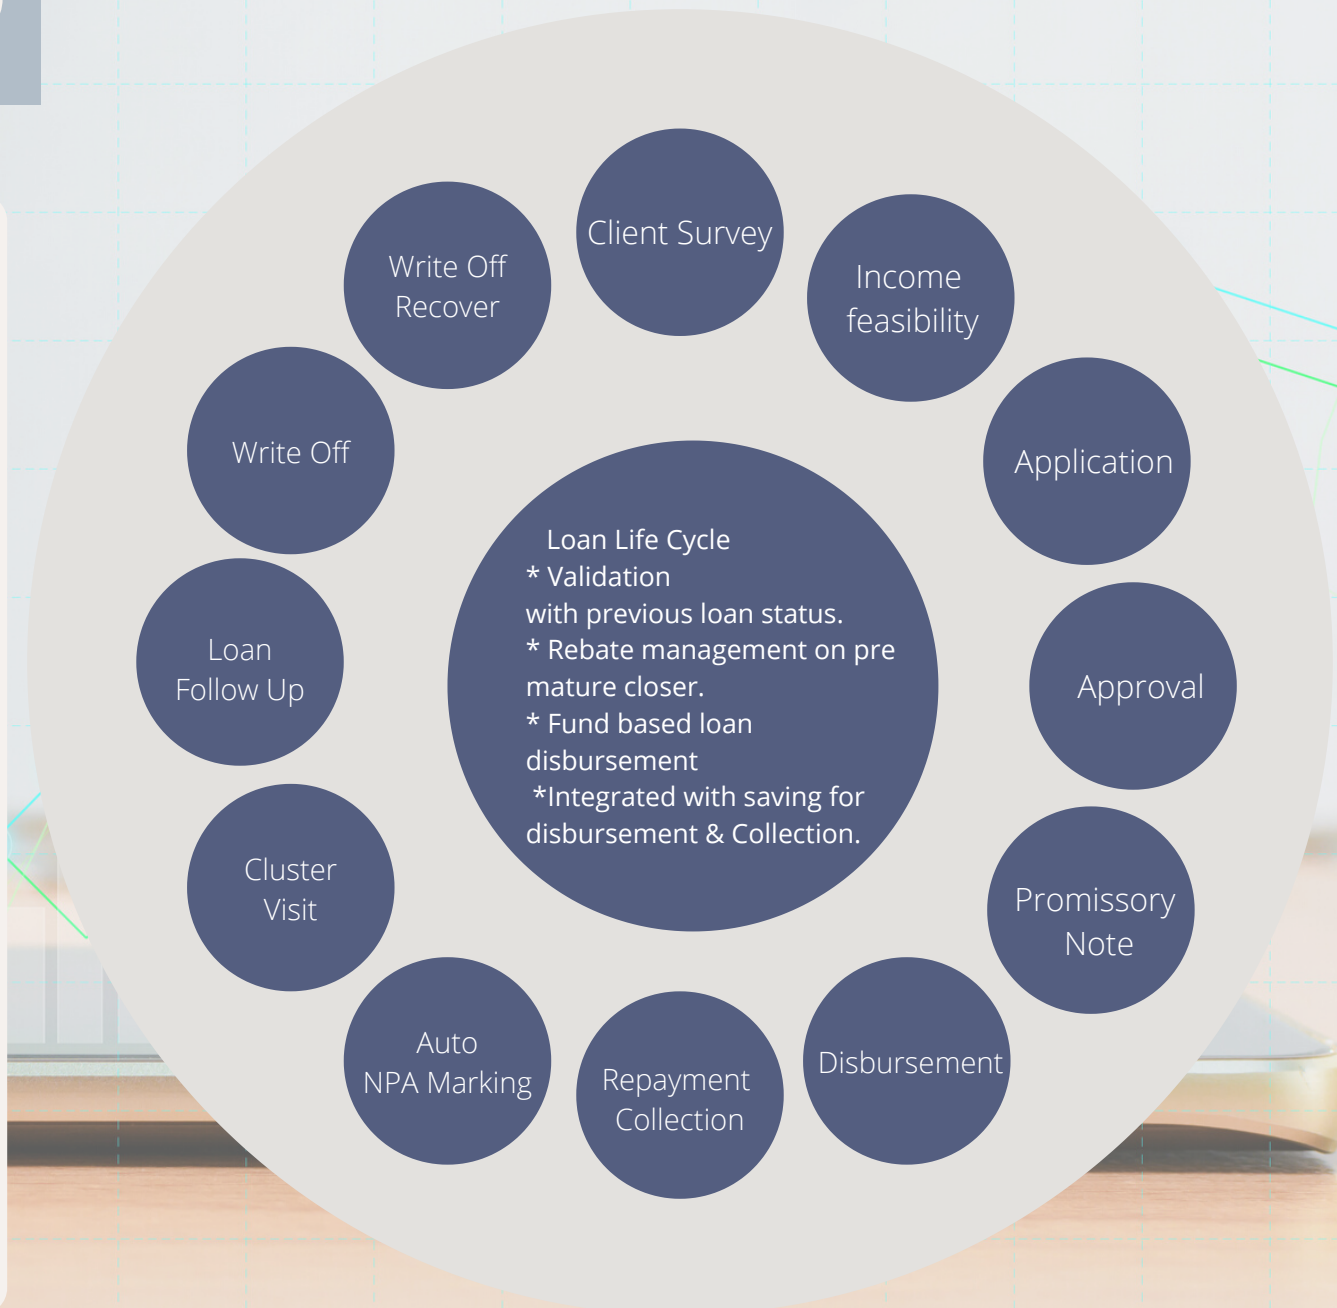 Client Survey
Income
feasibility
Application
Approval
Promissory
Note
Disbursement
Repayment
Collection
Auto
NPA Marking
Cluster
Visit
Loan
Follow Up
Write Off
Write Off
Recover
Loan Life Cycle
* Validation
with previous loan status.
* Rebate management on pre
mature closer.
* Fund based loan
disbursement
*Integrated with saving for
disbursement & Collection.